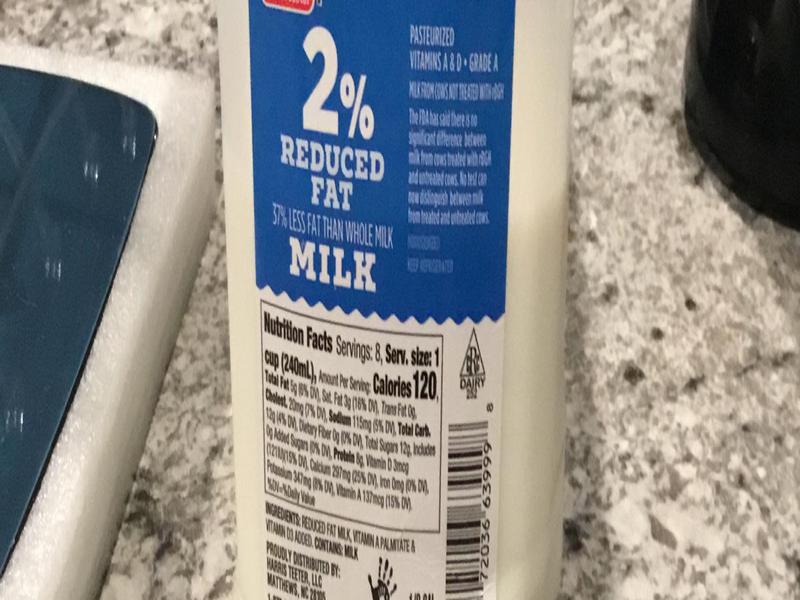 2%
REDUCED
FAT
37% LESS FAT THAN WHOLE MILK
MILK
PASTEURIZED
VITAMINS A & D • GRADE A
MILK FROM COWS NOT TREATED WITH rBGH
The FDA has said there is no
significant difference between
milk from cows treated with rBGH
and untreated cows. No test can
now distinguish between milk
from treated and untreated cows.
HOMOGENIZED
KEEP REFRIGERATED
Nutrition Facts Servings: 8, Serv. size: 1
cup (240mL), Amount Per Serving: Calories 120,
Total Fat 5g (6% DV), Sat. Fat 3g (16% DV), Trans Fat 0g,
Cholest. 20mg (7% DV), Sodium 115mg (5% DV), Total Carb.
12g (4% DV), Dietary Fiber 0g (0% DV), Total Sugars 12g, Includes
0g Added Sugars (0% DV), Protein 8g, Vitamin D 3mcg
(121IU)(15% DV), Calcium 297mg (25% DV), Iron 0mg (0% DV),
Potassium 347mg (8% DV), Vitamin A 137mcg (15% DV).
%DV=%Daily Value
INGREDIENTS: REDUCED FAT MILK, VITAMIN A PALMITATE &
VITAMIN D3 ADDED. CONTAINS: MILK
PROUDLY DISTRIBUTED BY:
HARRIS TEETER, LLC
MATTHEWS, NC 28105
DAIRY
72036 63999 8